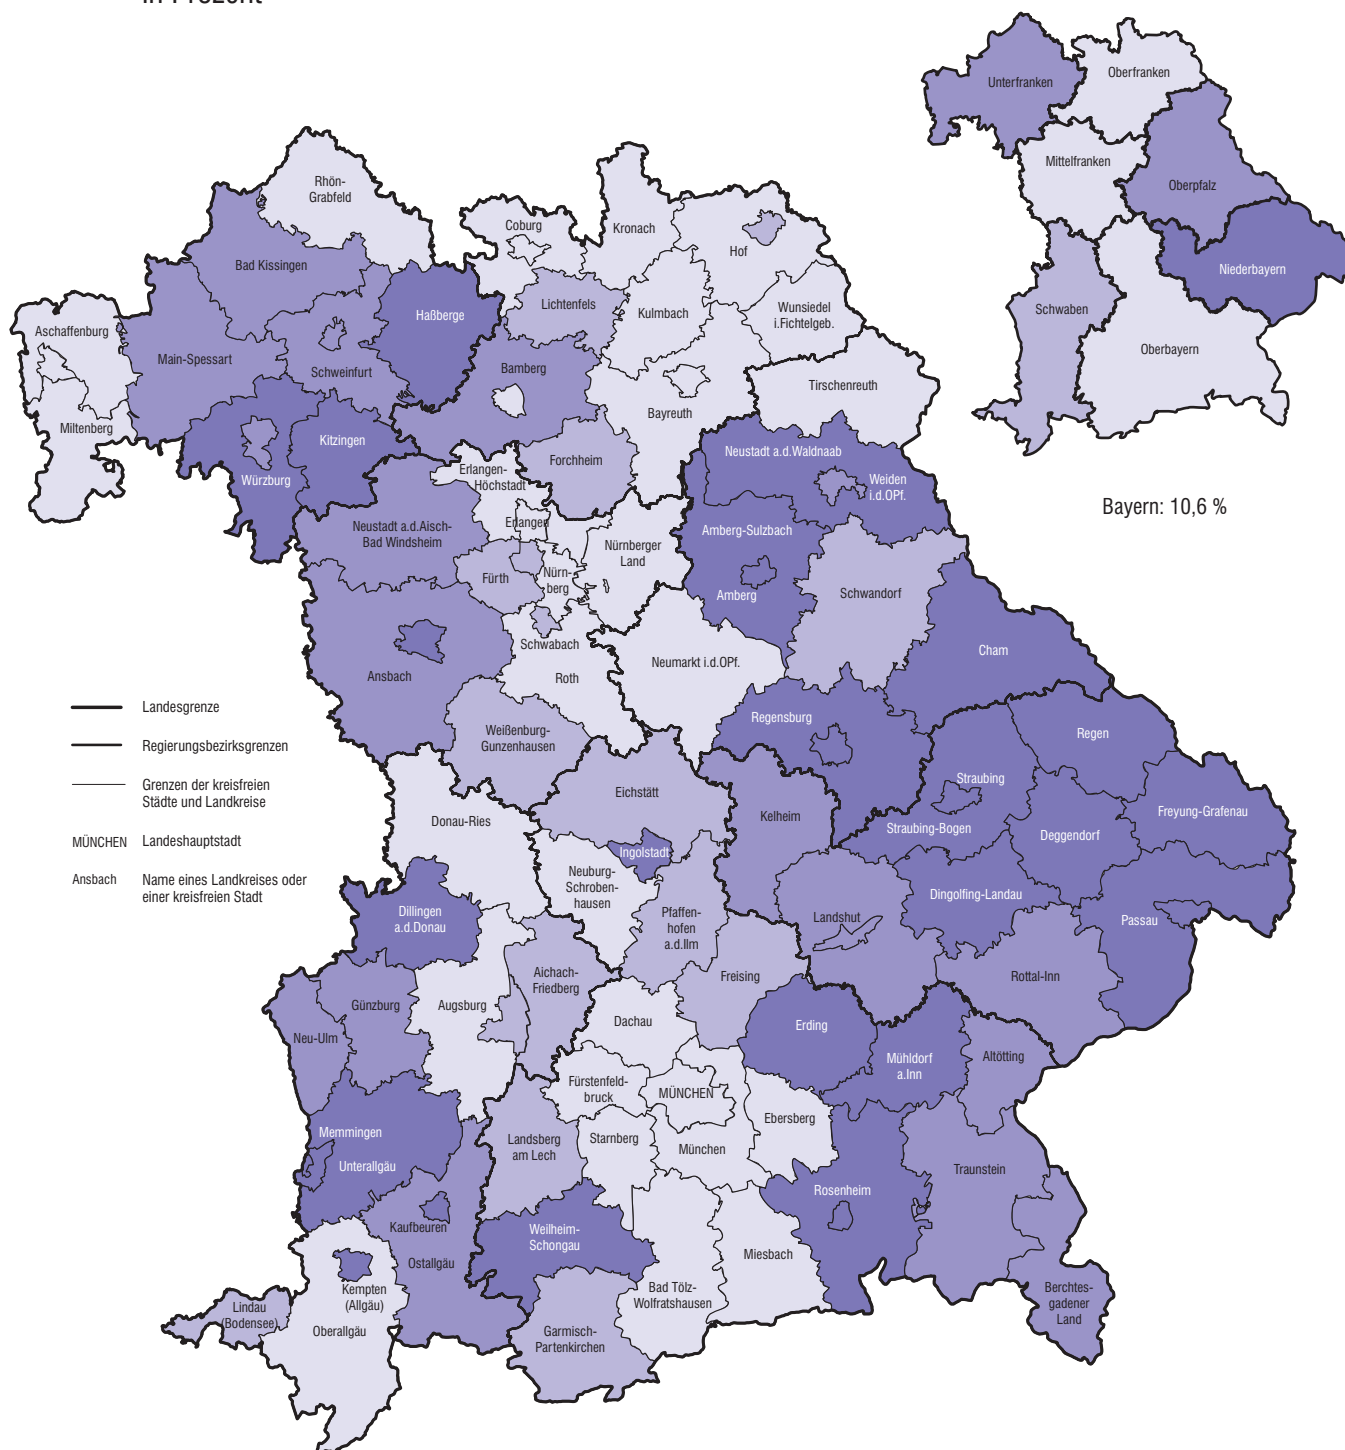 in Prozent
Unterfranken
Oberfranken
Mittelfranken
Oberpfalz
Niederbayern
Schwaben
Oberbayern
Bayern: 10,6 %
Rhön-
Grabfeld
Coburg
Kronach
Hof
Bad Kissingen
Lichtenfels
Kulmbach
Wunsiedel
i.Fichtelgeb.
Haßberge
Aschaffenburg
Main-Spessart
Schweinfurt
Bamberg
Bayreuth
Tirschenreuth
Miltenberg
Kitzingen
Würzburg
Forchheim
Erlangen-
Höchstadt
Neustadt a.d.Waldnaab
Weiden
i.d.OPf.
Neustadt a.d.Aisch-
Bad Windsheim
Erlangen
Nürnberger
Land
Amberg-Sulzbach
Fürth
Nürn-
berg
Amberg
Schwandorf
Schwabach
Ansbach
Roth
Neumarkt i.d.OPf.
Cham
Weißenburg-
Gunzenhausen
Regensburg
Regen
Straubing
Freyung-Grafenau
Eichstätt
Kelheim
Straubing-Bogen
Deggendorf
Donau-Ries
Ingolstadt
Neuburg-
Schrobenhausen
hausen
Dillingen
a.d.Donau
Pfaffen-
hofen
a.d.Ilm
Landshut
Dingolfing-Landau
Passau
Rottal-Inn
Aichach-
Friedberg
Freising
Günzburg
Augsburg
Neu-Ulm
Dachau
Erding
Mühldorf
a.Inn
Altötting
Fürstenfeld-
bruck
MÜNCHEN
Ebersberg
Memmingen
Unterallgäu
Landsberg
am Lech
Starnberg
München
Traunstein
Rosenheim
Kaufbeuren
Ostallgäu
Weilheim-
Schongau
Miesbach
Bad Tölz-
Wolfratshausen
Berchtes-
gadener
Land
Kempten
(Allgäu)
Lindau
(Bodensee)
Oberallgäu
Garmisch-
Partenkirchen
Landesgrenze
Regierungsbezirksgrenzen
Grenzen der kreisfreien
Städte und Landkreise
MÜNCHEN Landeshauptstadt
Ansbach Name eines Landkreises oder
einer kreisfreien Stadt